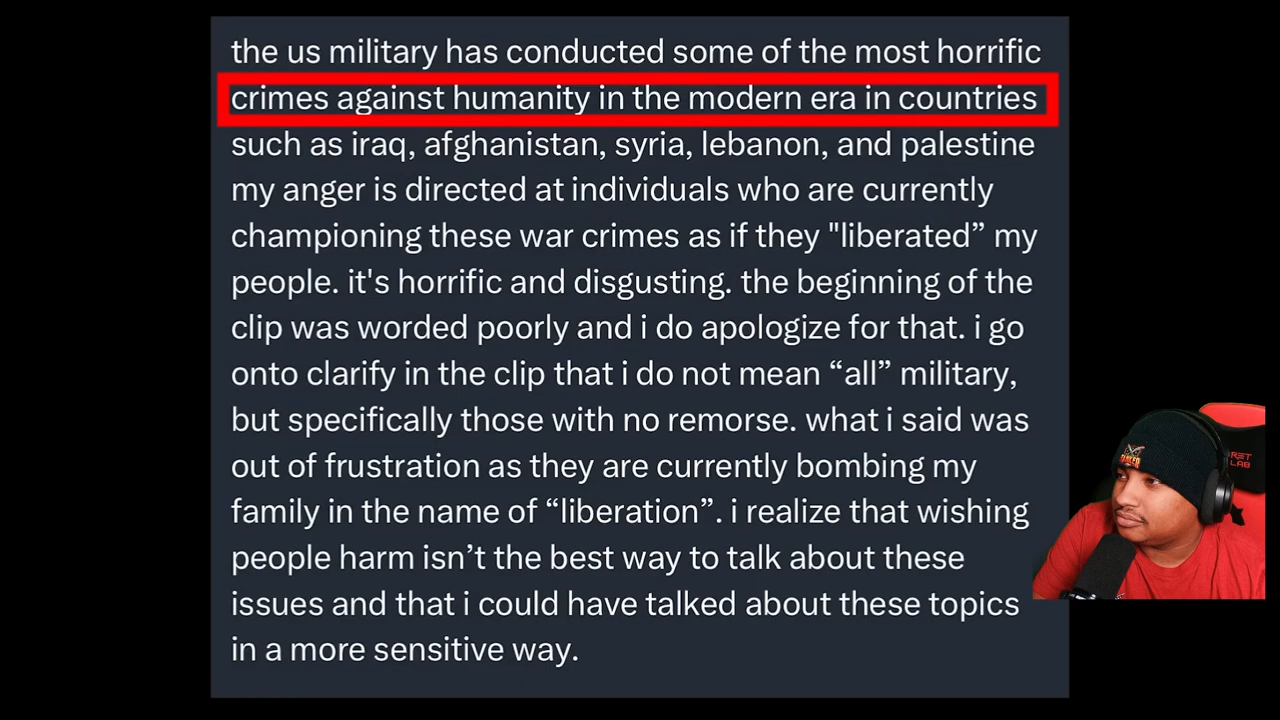 the us military has conducted some of the most horrific
crimes against humanity in the modern era in countries
such as iraq, afghanistan, syria, lebanon, and palestine
my anger is directed at individuals who are currently
championing these war crimes as if they "liberated” my
people. it's horrific and disgusting. the beginning of the
clip was worded poorly and i do apologize for that. i go
onto clarify in the clip that i do not mean “all” military,
but specifically those with no remorse. what i said was
out of frustration as they are currently bombing my
family in the name of “liberation”. i realize that wishing
people harm isn’t the best way to talk about these
issues and that i could have talked about these topics
in a more sensitive way.
LAB